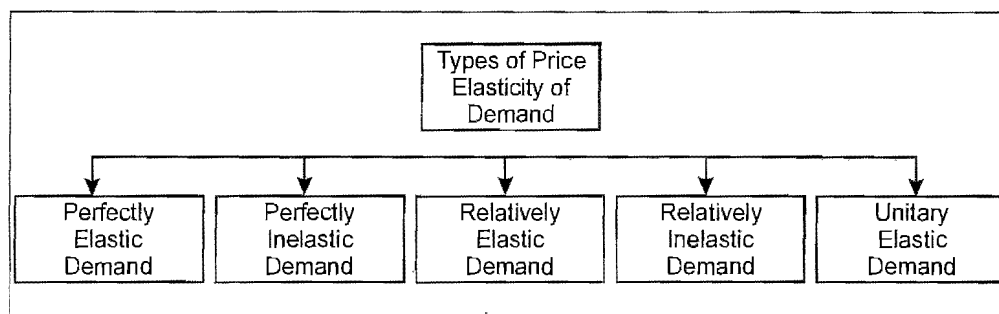 Types of Price
Elasticity of
Demand
Perfectly
Elastic
Demand
Perfectly
Inelastic
Demand
Relatively
Elastic
Demand
Relatively
Inelastic
Demand
Unitary
Elastic
Demand